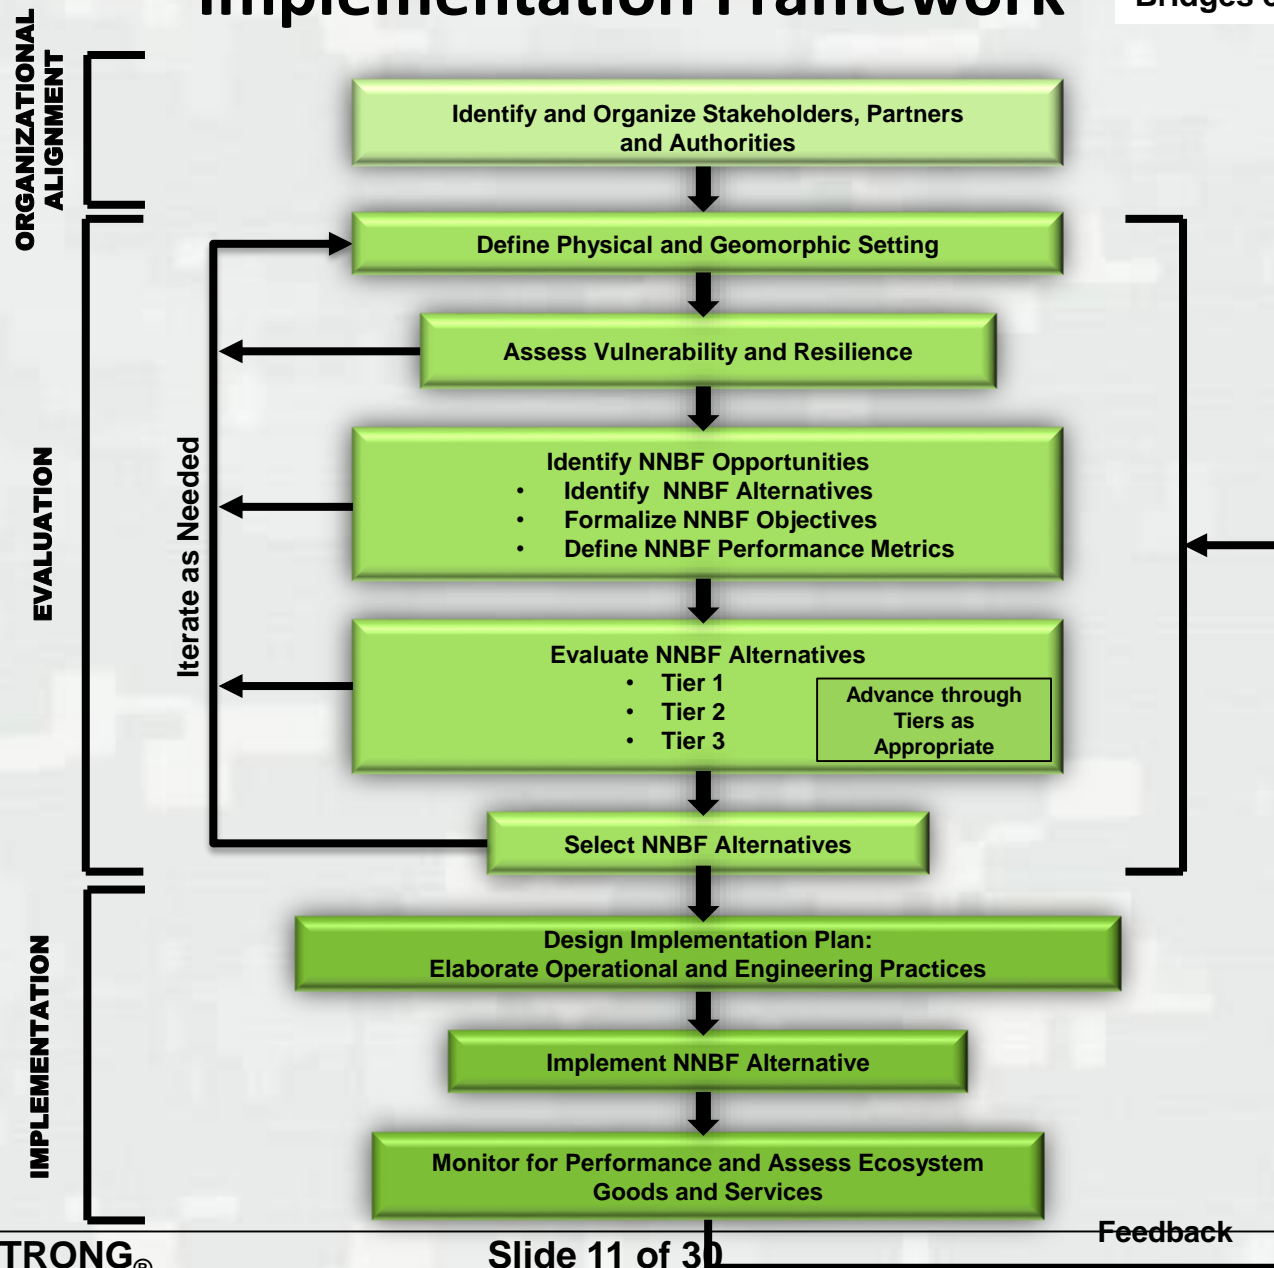 Implementation Framework
Bridges
ORGANIZATIONAL
ALIGNMENT
Identify and Organize Stakeholders, Partners
and Authorities
Define Physical and Geomorphic Setting
Assess Vulnerability and Resilience
EVALUATION
Iterate as Needed
Identify NNBF Opportunities
• Identify NNBF Alternatives
• Formalize NNBF Objectives
• Define NNBF Performance Metrics
Evaluate NNBF Alternatives
• Tier 1
• Tier 2
• Tier 3
Advance through
Tiers as
Appropriate
Select NNBF Alternatives
IMPLEMENTATION
Design Implementation Plan:
Elaborate Operational and Engineering Practices
Implement NNBF Alternative
Monitor for Performance and Assess Ecosystem
Goods and Services
Feedback
TRONG®
Slide 11 of 30